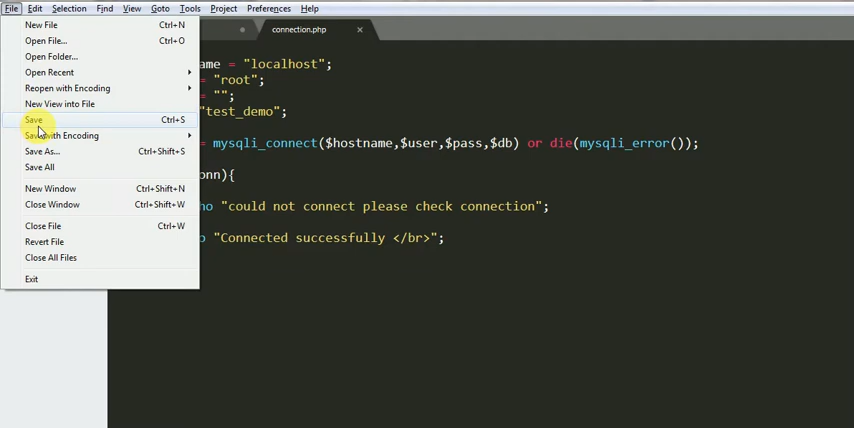 File Edit Selection Find View Goto Tools Project Preferences Help
connection.php
New File Ctrl+N
Open File... Ctrl+O
Open Folder...
Open Recent
Reopen with Encoding
New View into File
Save Ctrl+S
Save with Encoding
Save As... Ctrl+Shift+S
Save All
New Window Ctrl+Shift+N
Close Window Ctrl+Shift+W
Close File Ctrl+W
Revert File
Close All Files
Exit
ame = "localhost";
= "root";
= "";
"test_demo";
= mysqli_connect($hostname,$user,$pass,$db) or die(mysqli_error());
onn){
ho "could not connect please check connection";
o "Connected successfully </br>";